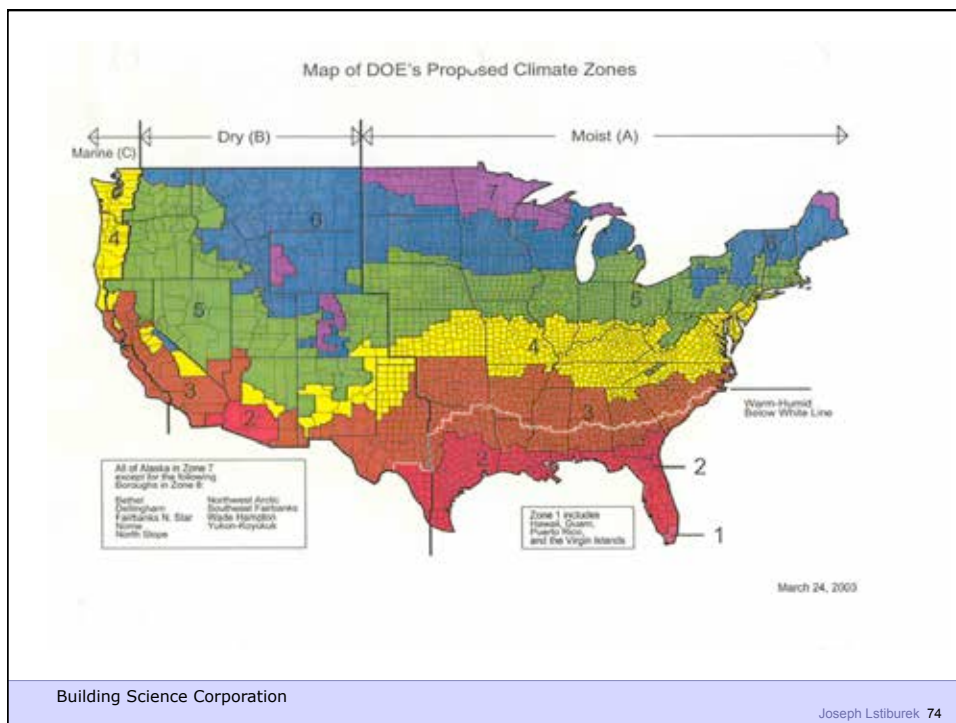 Map of DOE's Proposed Climate Zones
Marine (C)
Dry (B)
Moist (A)
7
6
6
4
5
5
4
3
3
2
2
Warm-Humid
Below White Line
2
1
All of Alaska in Zone 7
except for the following
Boroughs in Zone 8:
Bethel
Dellingham
Fairbanks N. Star
Nome
North Slope
Northwest Arctic
Southeast Fairbanks
Wade Hampton
Yukon-Koyukuk
Zone 1 includes
Hawaii, Guam,
Puerto Rico,
and the Virgin Islands
March 24, 2003
Building Science Corporation
Joseph Lstiburek 74